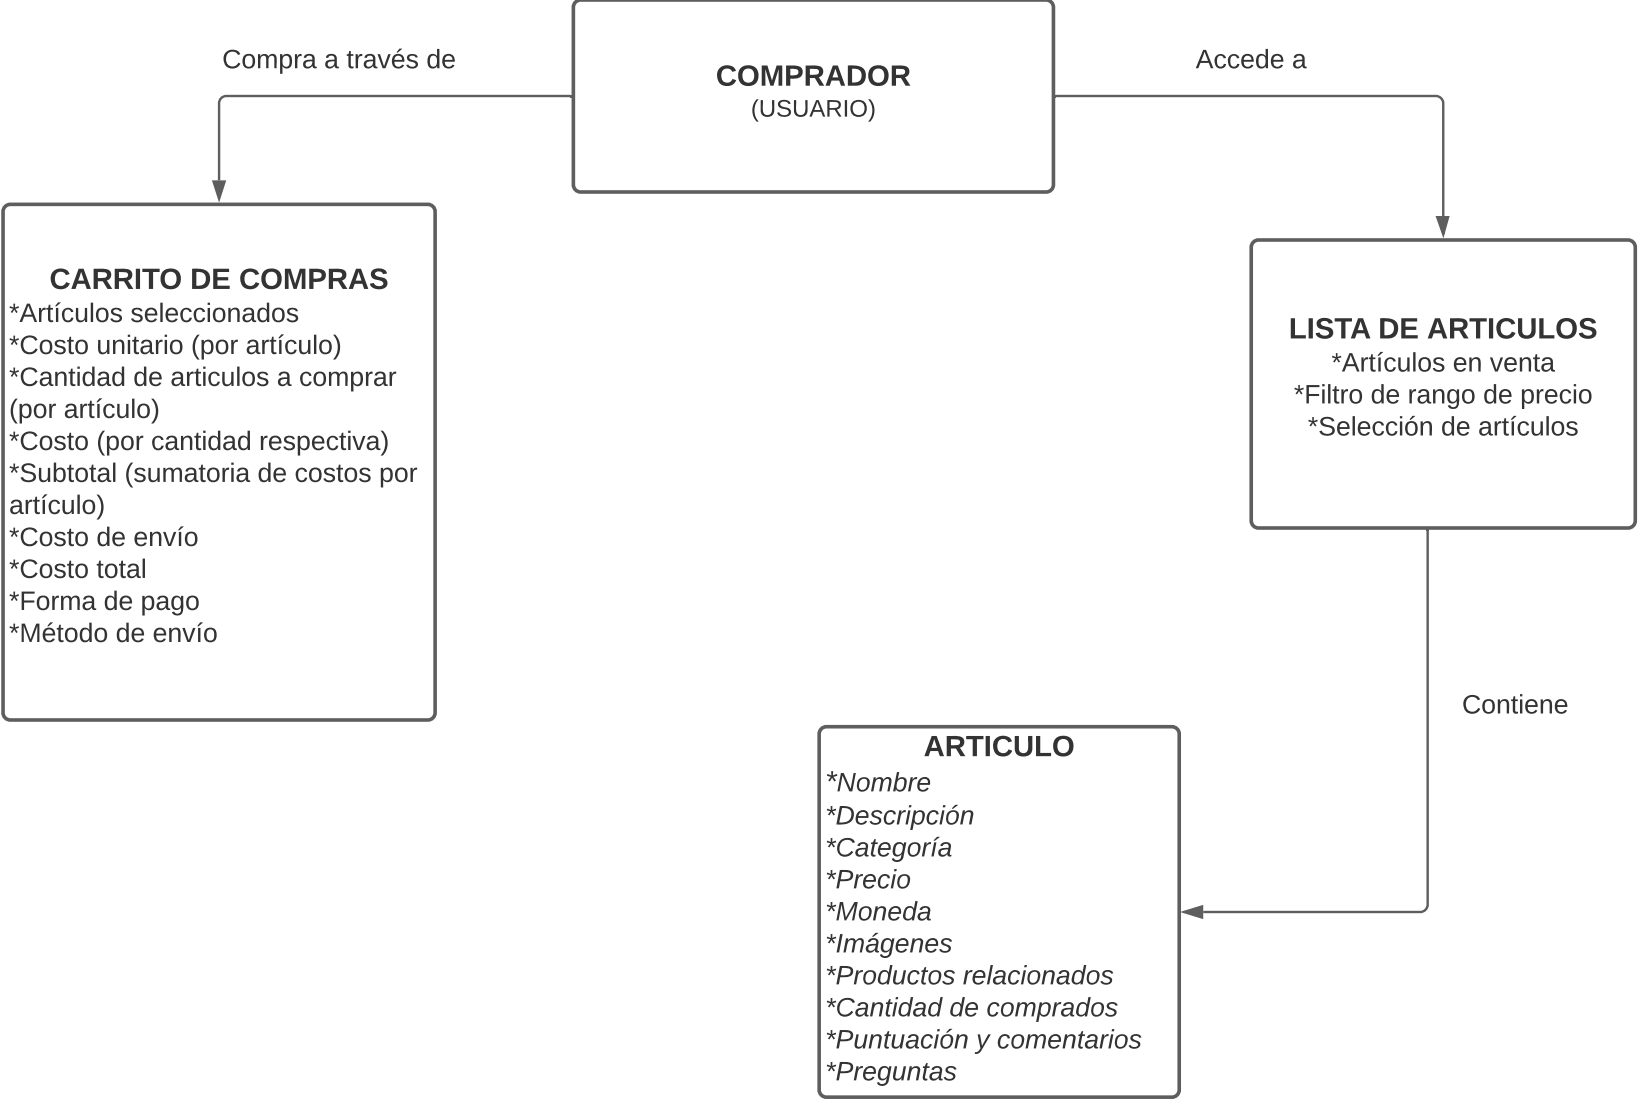 Compra a través de
COMPRADOR
(USUARIO)
Accede a
CARRITO DE COMPRAS
*Artículos seleccionados
*Costo unitario (por artículo)
*Cantidad de articulos a comprar
(por artículo)
*Costo (por cantidad respectiva)
*Subtotal (sumatoria de costos por
artículo)
*Costo de envío
*Costo total
*Forma de pago
*Método de envío
LISTA DE ARTICULOS
*Artículos en venta
*Filtro de rango de precio
*Selección de artículos
Contiene
ARTICULO
*Nombre
*Descripción
*Categoría
*Precio
*Moneda
*Imágenes
*Productos relacionados
*Cantidad de comprados
*Puntuación y comentarios
*Preguntas